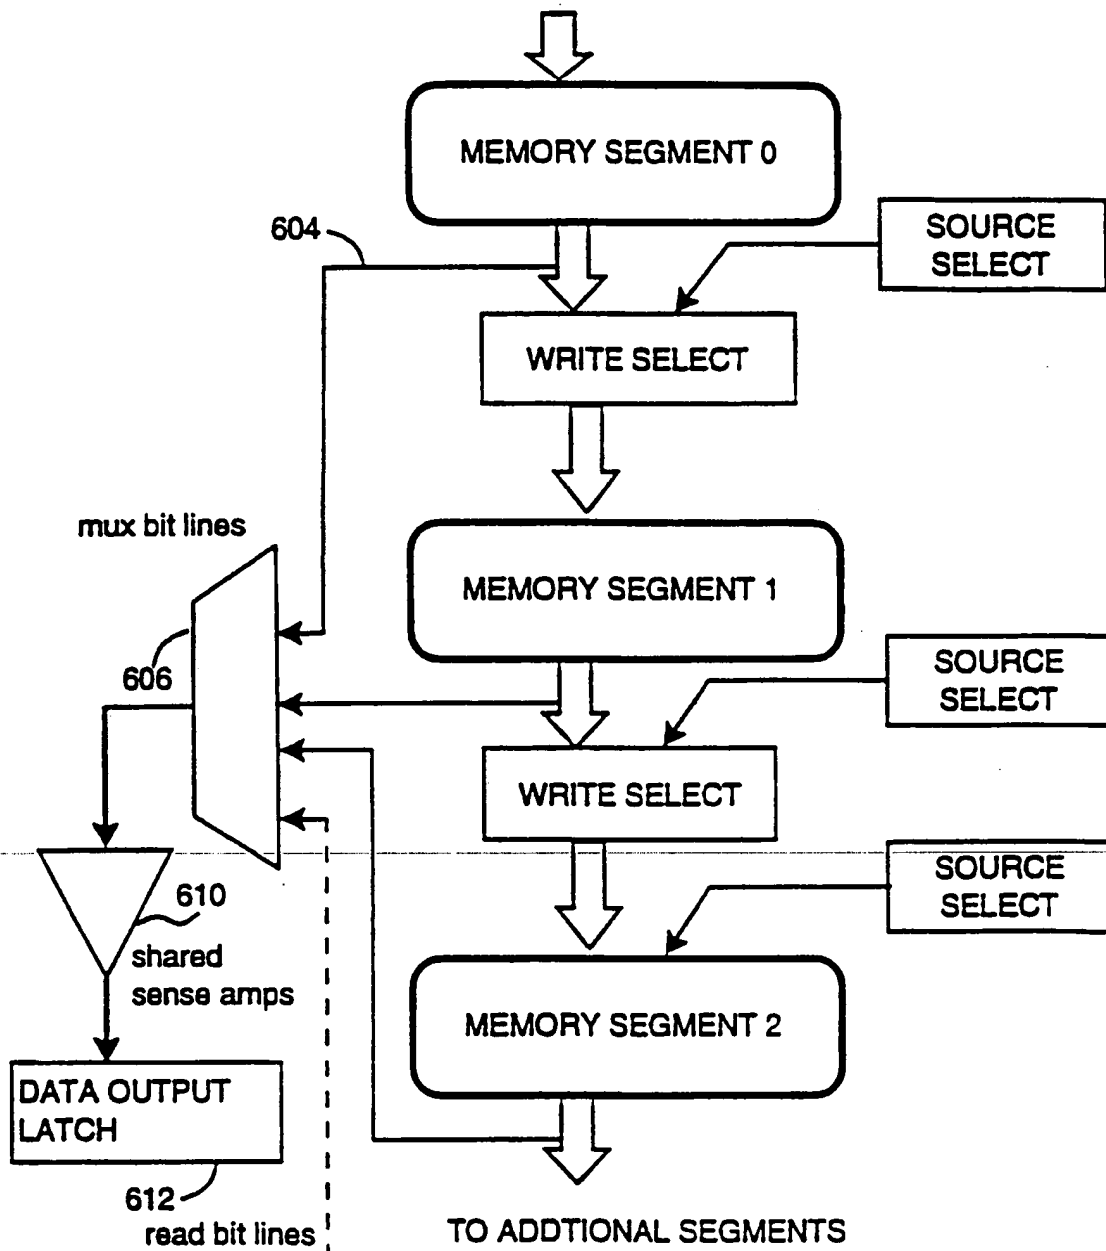 MEMORY SEGMENT 0
604
SOURCE
SELECT
WRITE SELECT
mux bit lines
MEMORY SEGMENT 1
606
SOURCE
SELECT
WRITE SELECT
SOURCE
SELECT
610
shared
sense amps
MEMORY SEGMENT 2
DATA OUTPUT
LATCH
612
read bit lines
TO ADDTIONAL SEGMENTS